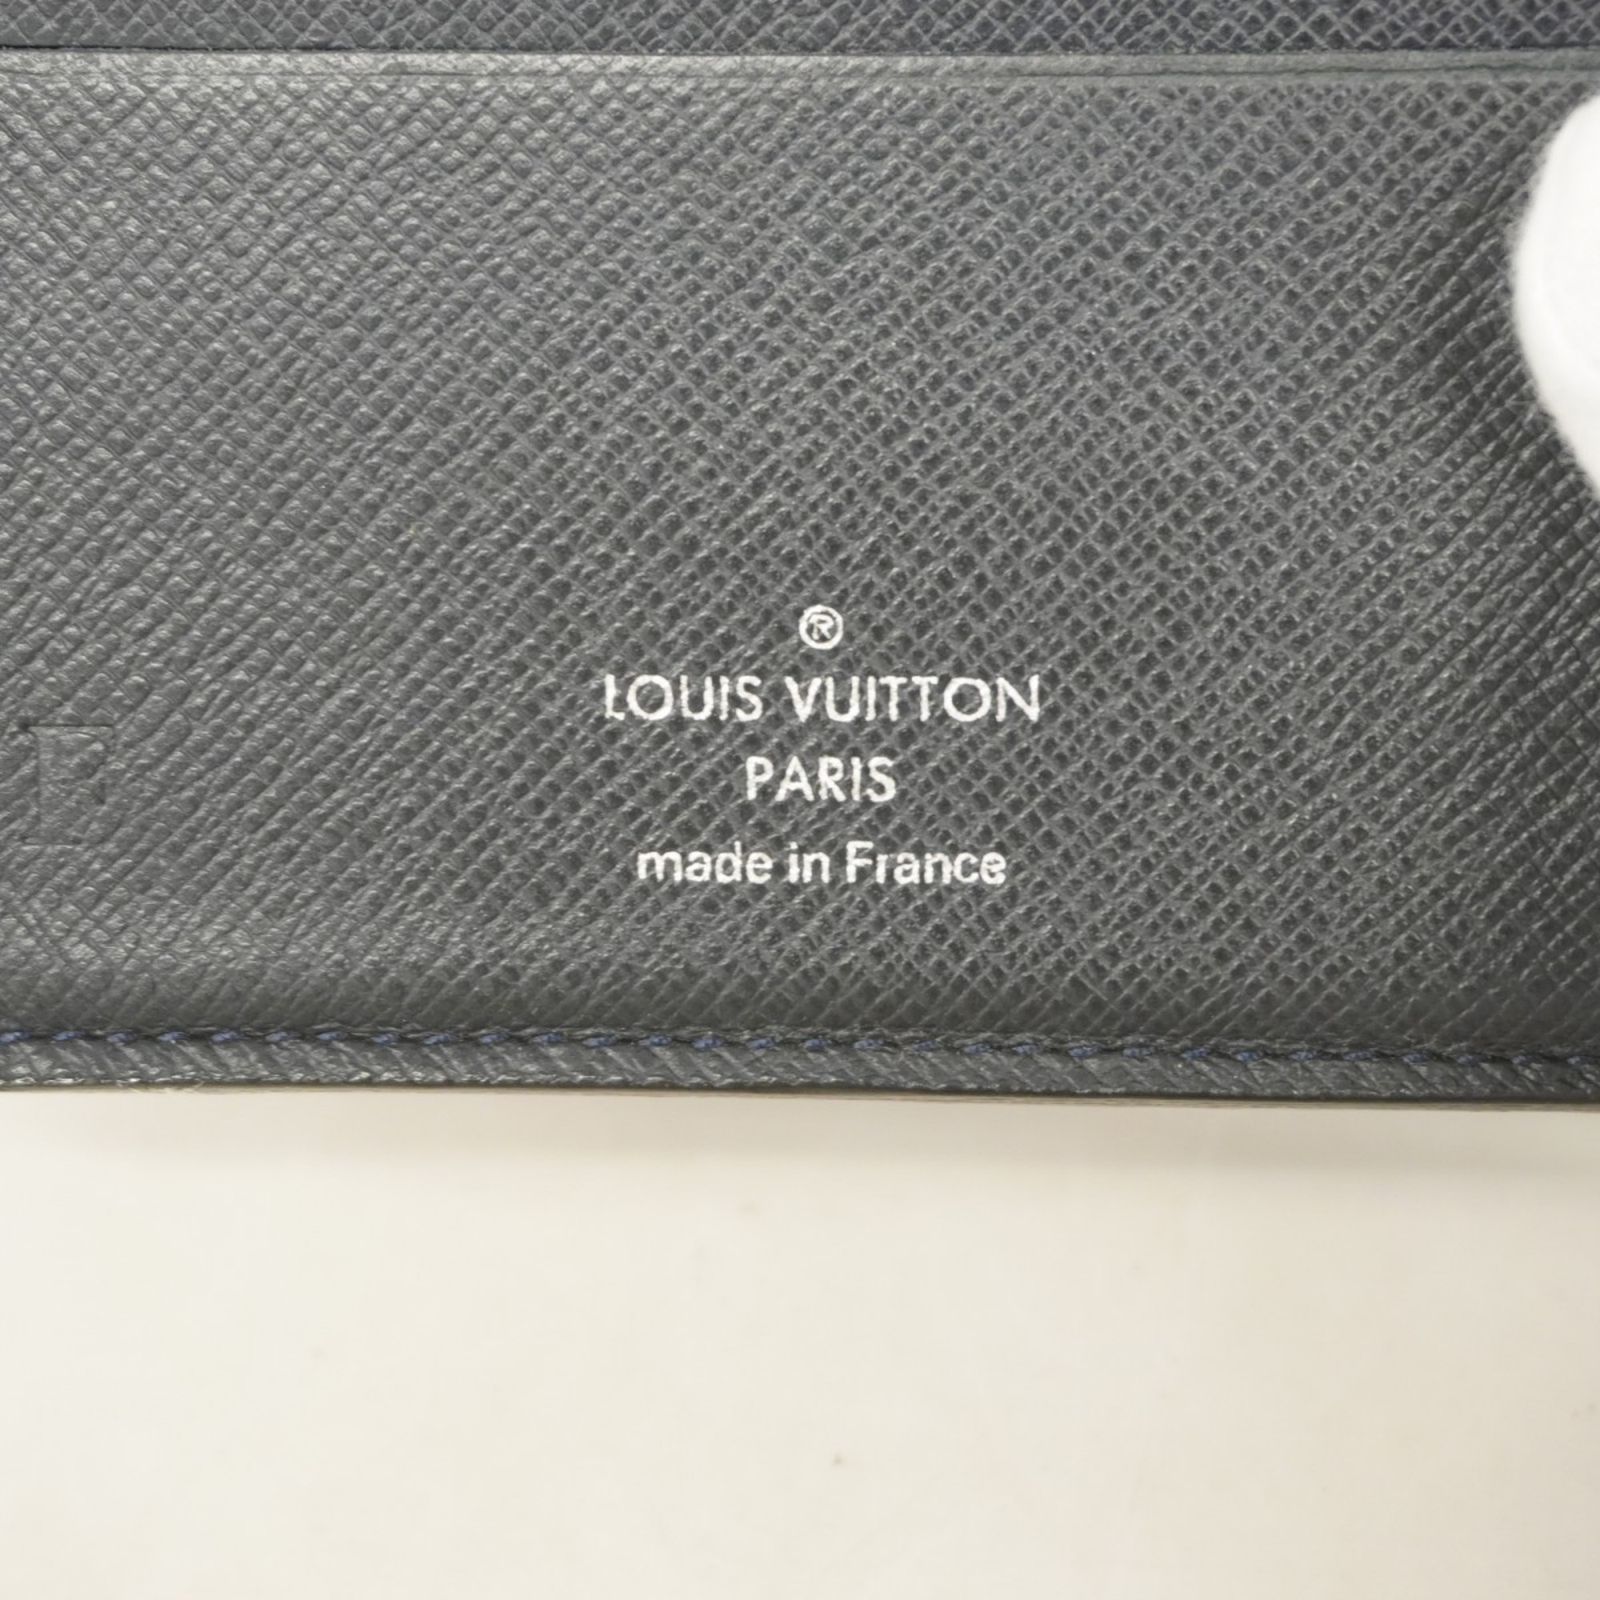 ®
LOUIS VUITTON
PARIS
made in France